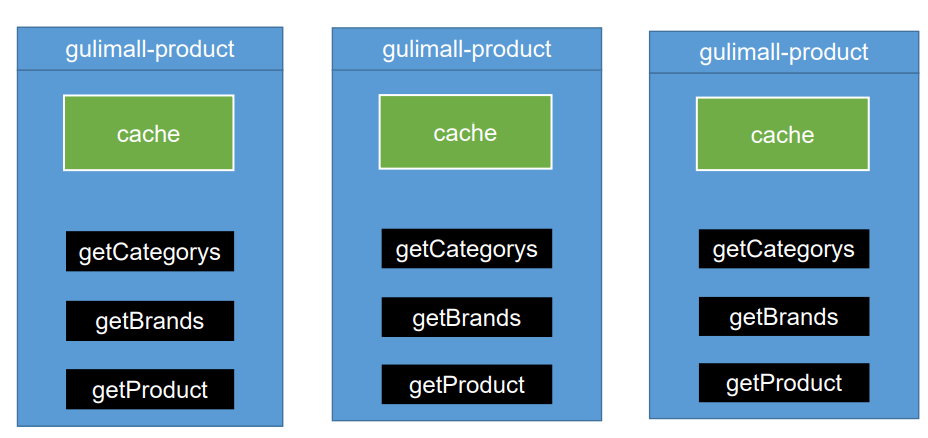 gulimall-product
cache
getCategorys
getBrands
getProduct
gulimall-product
cache
getCategorys
getBrands
getProduct
gulimall-product
cache
getCategorys
getBrands
getProduct